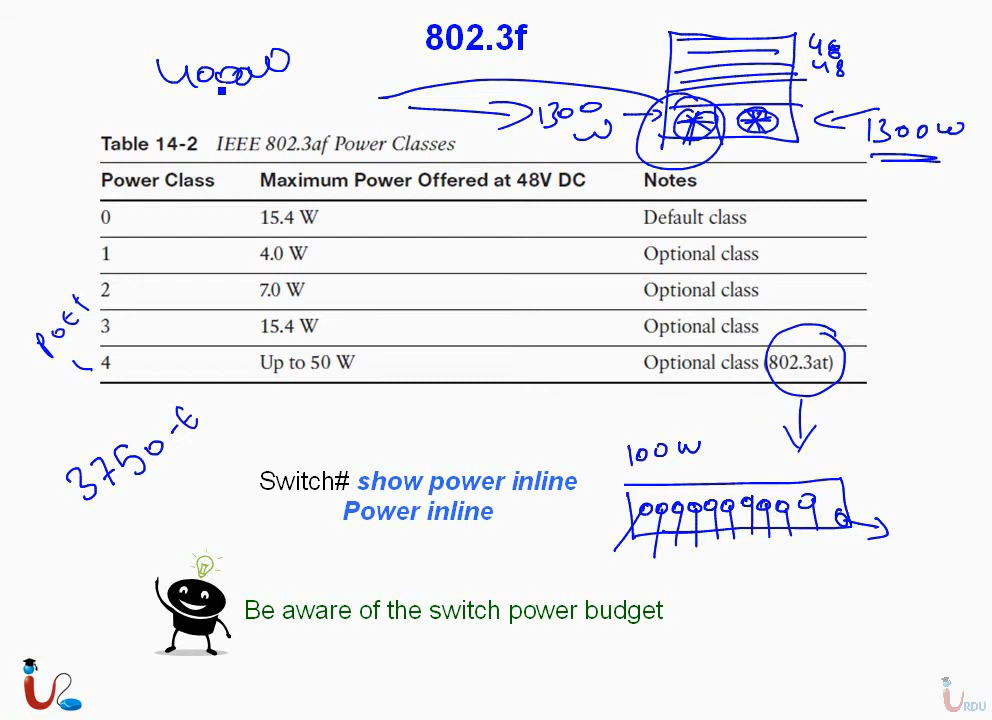 802.3f
4000W
48
48
1300
W
1300W
Table 14-2 IEEE 802.3af Power Classes
Power Class Maximum Power Offered at 48V DC Notes
0 15.4 W Default class
1 4.0 W Optional class
2 7.0 W Optional class
3 15.4 W Optional class
4 Up to 50 W Optional class (802.3at)
3750-E
100W
Switch# show power inline
Power inline
Be aware of the switch power budget
URDU